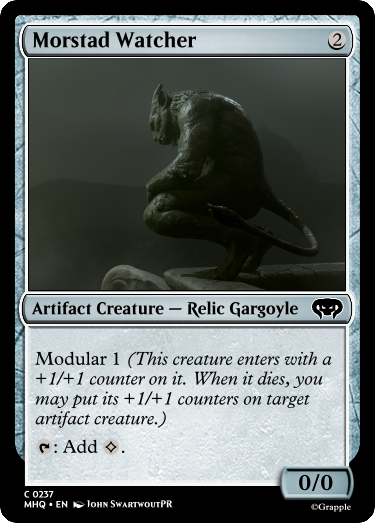 Morstad Watcher 2
Artifact Creature — Relic Gargoyle
Modular 1 (This creature enters with a
+1/+1 counter on it. When it dies, you
may put its +1/+1 counters on target
artifact creature.)
: Add .
0/0
C 0237
MHQ • EN John SwartwoutPR
©Grapple